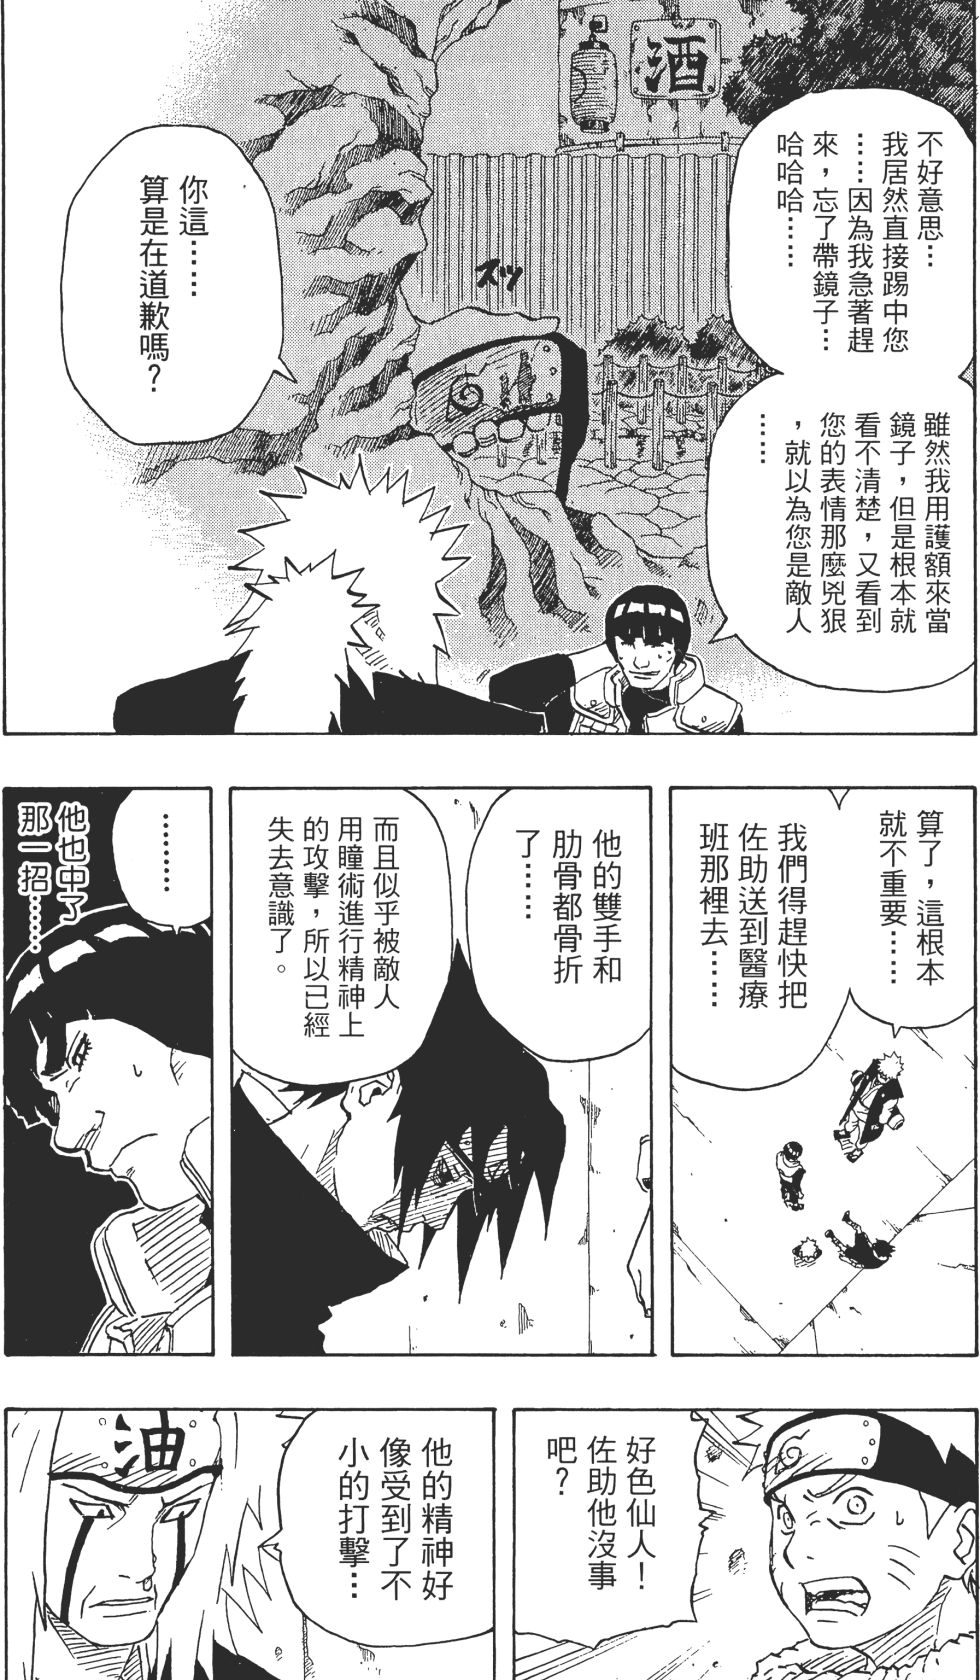 酒
不好意思…
我居然直接踢中您
……因為我急著趕
來，忘了帶鏡子…
哈哈哈……
雖然我用護額來當
鏡子，但是根本就
看不清楚，又看到
您的表情那麼兇狠
，就以為您是敵人
……
ズッ
你這……
算是在道歉嗎？
算了，這根本
就不重要……
我們得趕快把
佐助送到醫療
班那裡去……
他的雙手和
肋骨都骨折
了……
而且似乎被敵人
用瞳術進行精神上
的攻擊，所以已經
失去意識了。
………
他也中了
那一招……
好色仙人！
佐助他沒事
吧？
他的精神好
像受到了不
小的打擊…
油